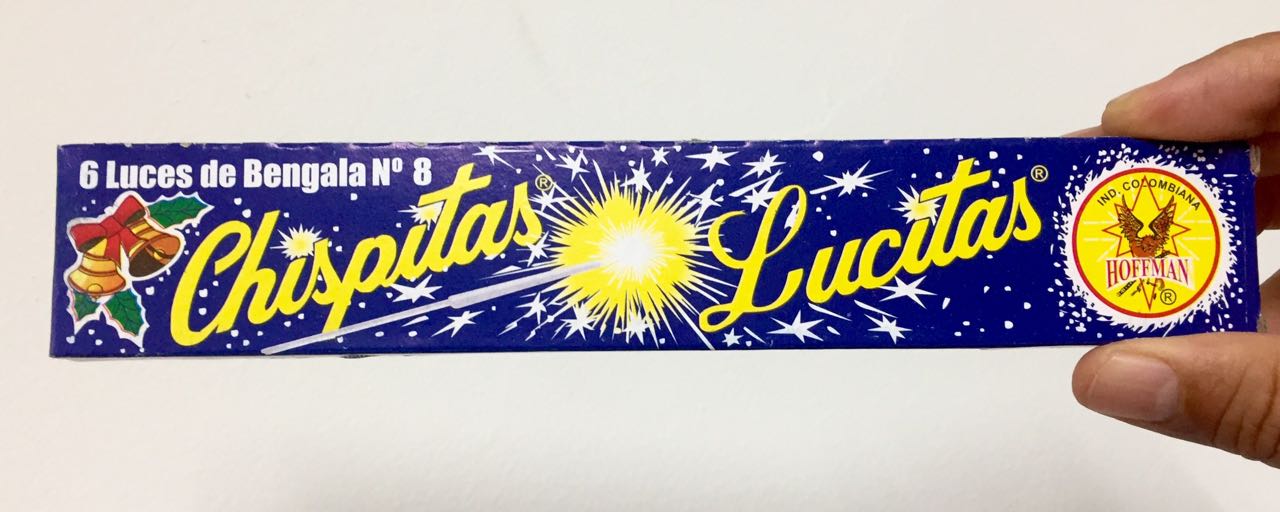 6 Luces de Bengala Nº 8
Chispitas® Lucitas®
IND. COLOMBIANA
HOFFMAN
®